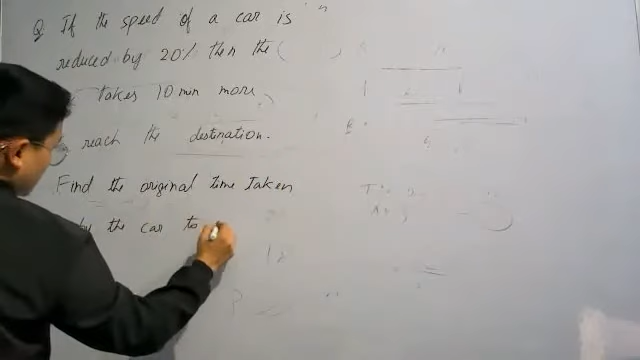 Q If the speed of a car is
reduced by 20% then the
takes 10 min more
reach the destination.
Find the original time taken
by the car to